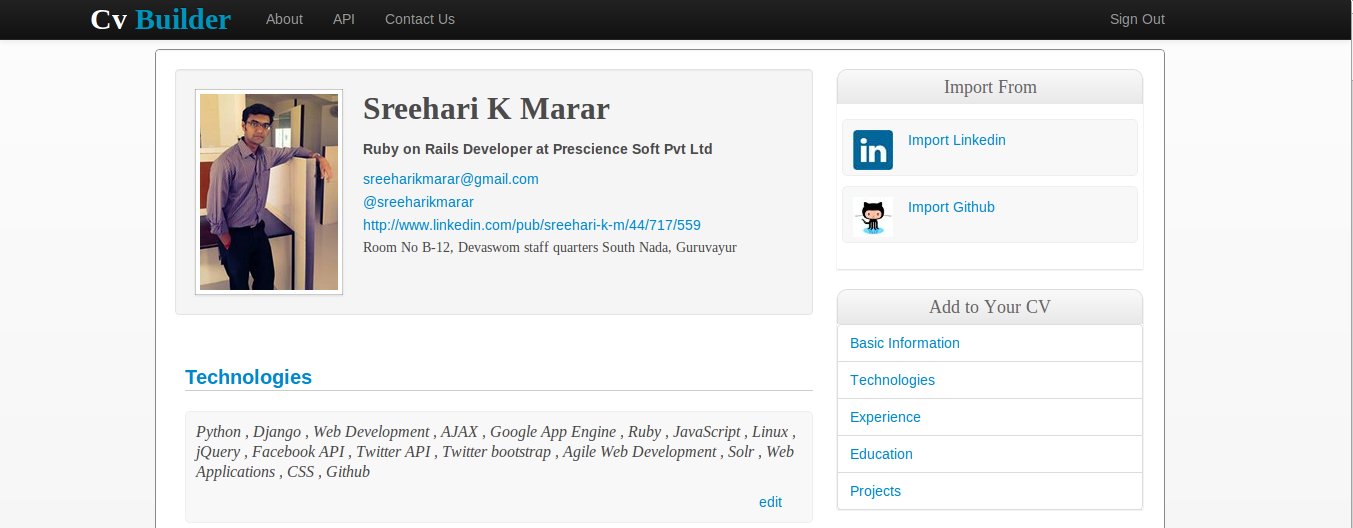 Cv Builder About API Contact Us Sign Out
Sreehari K Marar
Ruby on Rails Developer at Prescience Soft Pvt Ltd
sreeharikmarar@gmail.com
@sreeharikmarar
http://www.linkedin.com/pub/sreehari-k-m/44/717/559
Room No B-12, Devaswom staff quarters South Nada, Guruvayur
Technologies
Python , Django , Web Development , AJAX , Google App Engine , Ruby , JavaScript , Linux ,
jQuery , Facebook API , Twitter API , Twitter bootstrap , Agile Web Development , Solr , Web
Applications , CSS , Github
edit
Import From
in Import Linkedin
Import Github
Add to Your CV
Basic Information
Technologies
Experience
Education
Projects